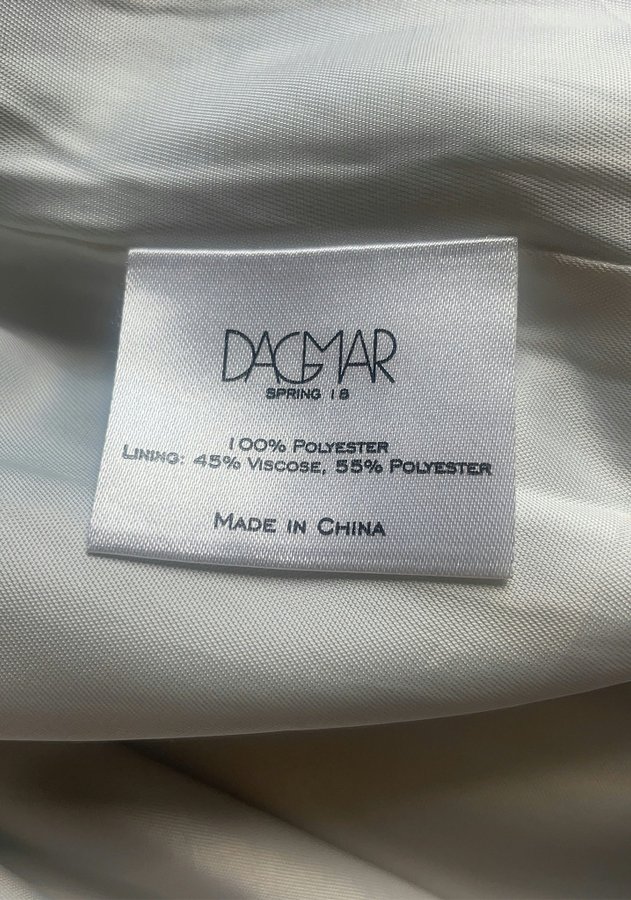 DAGMAR
SPRING 18
100% POLYESTER
LINING: 45% VISCOSE, 55% POLYESTER
MADE IN CHINA